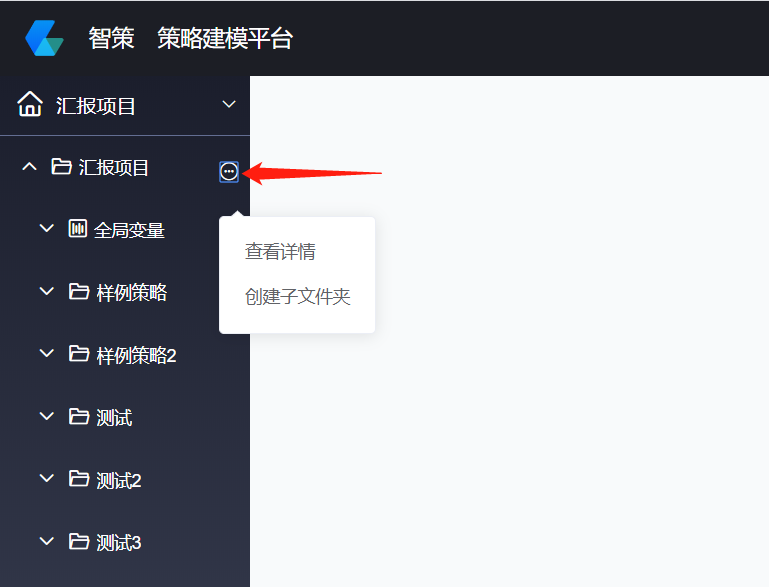 智策 策略建模平台
汇报项目
汇报项目
全局变量
查看详情
样例策略
创建子文件夹
样例策略2
测试
测试2
测试3